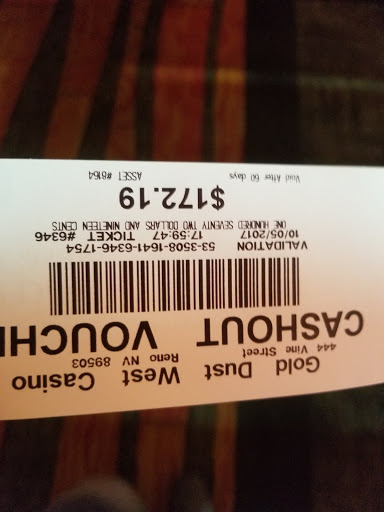 Gold Dust West Casino
444 Vine Street Reno NV 89503
CASHOUT VOUCH
VALIDATION 53-3508-1641-6346-1754
10/05/2017 17:59:47 TICKET #6346
ONE HUNDRED SEVENTY TWO DOLLARS AND NINETEEN CENTS
$172.19
Void After 60 days ASSET #8164